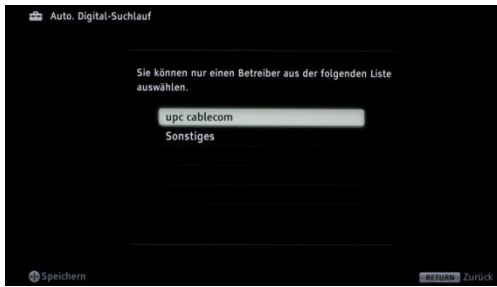 Auto. Digital-Suchlauf
Sie können nur einen Betreiber aus der folgenden Liste
auswählen.
upc cablecom
Sonstiges
Speichern
RETURN Zurück